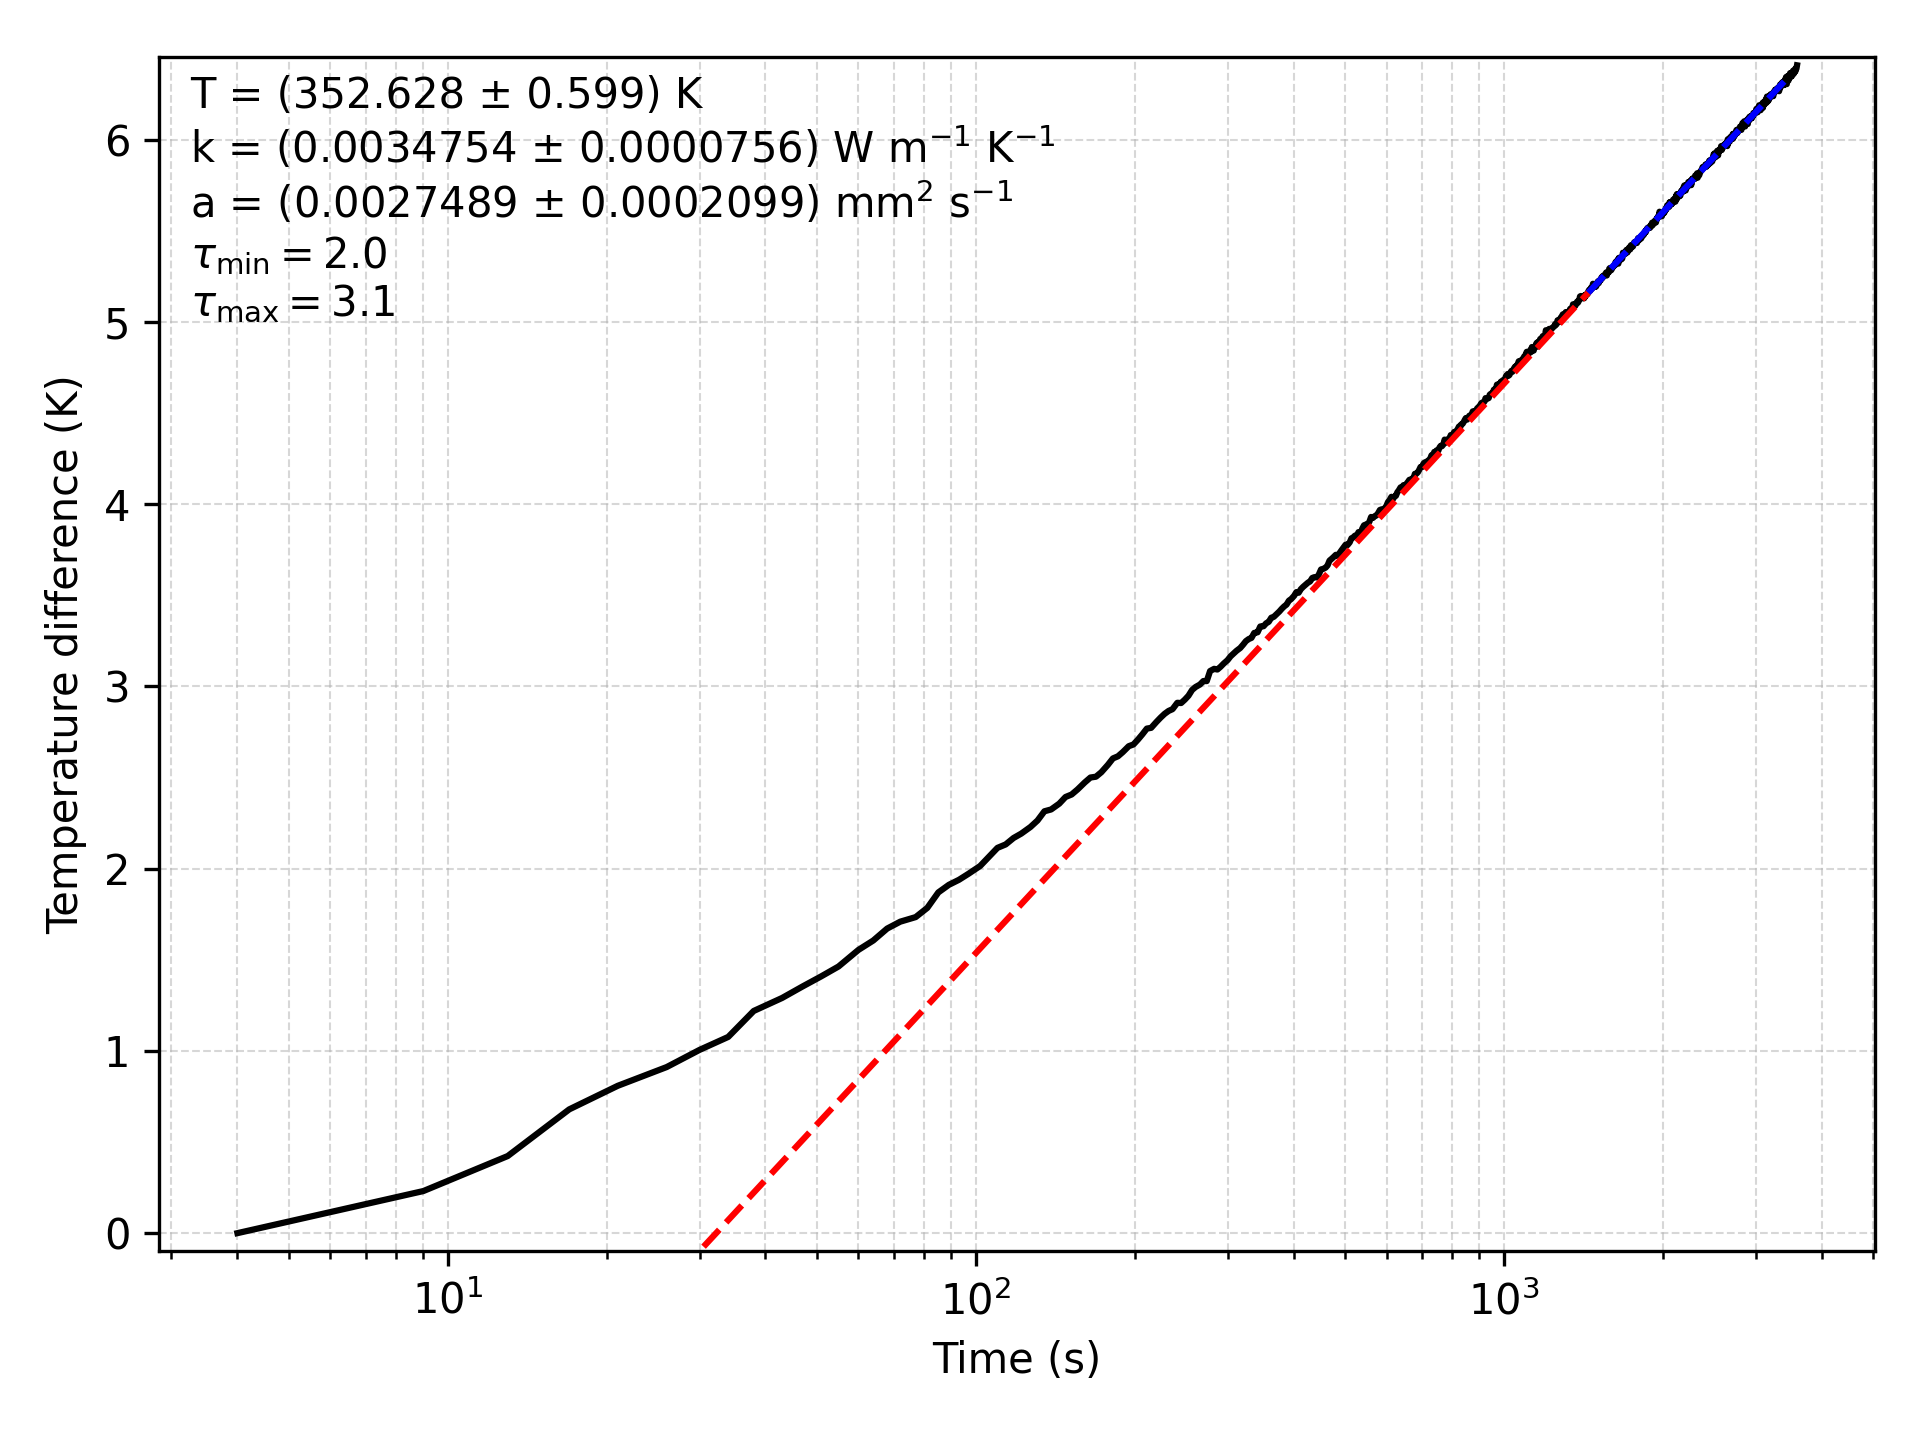 T = (352.628 ± 0.599) K
k = (0.0034754 ± 0.0000756) W m⁻¹ K⁻¹
a = (0.0027489 ± 0.0002099) mm² s⁻¹
τmin = 2.0
τmax = 3.1
6
5
4
3
2
1
0
Temperature difference (K)
10¹ 10² 10³
Time (s)